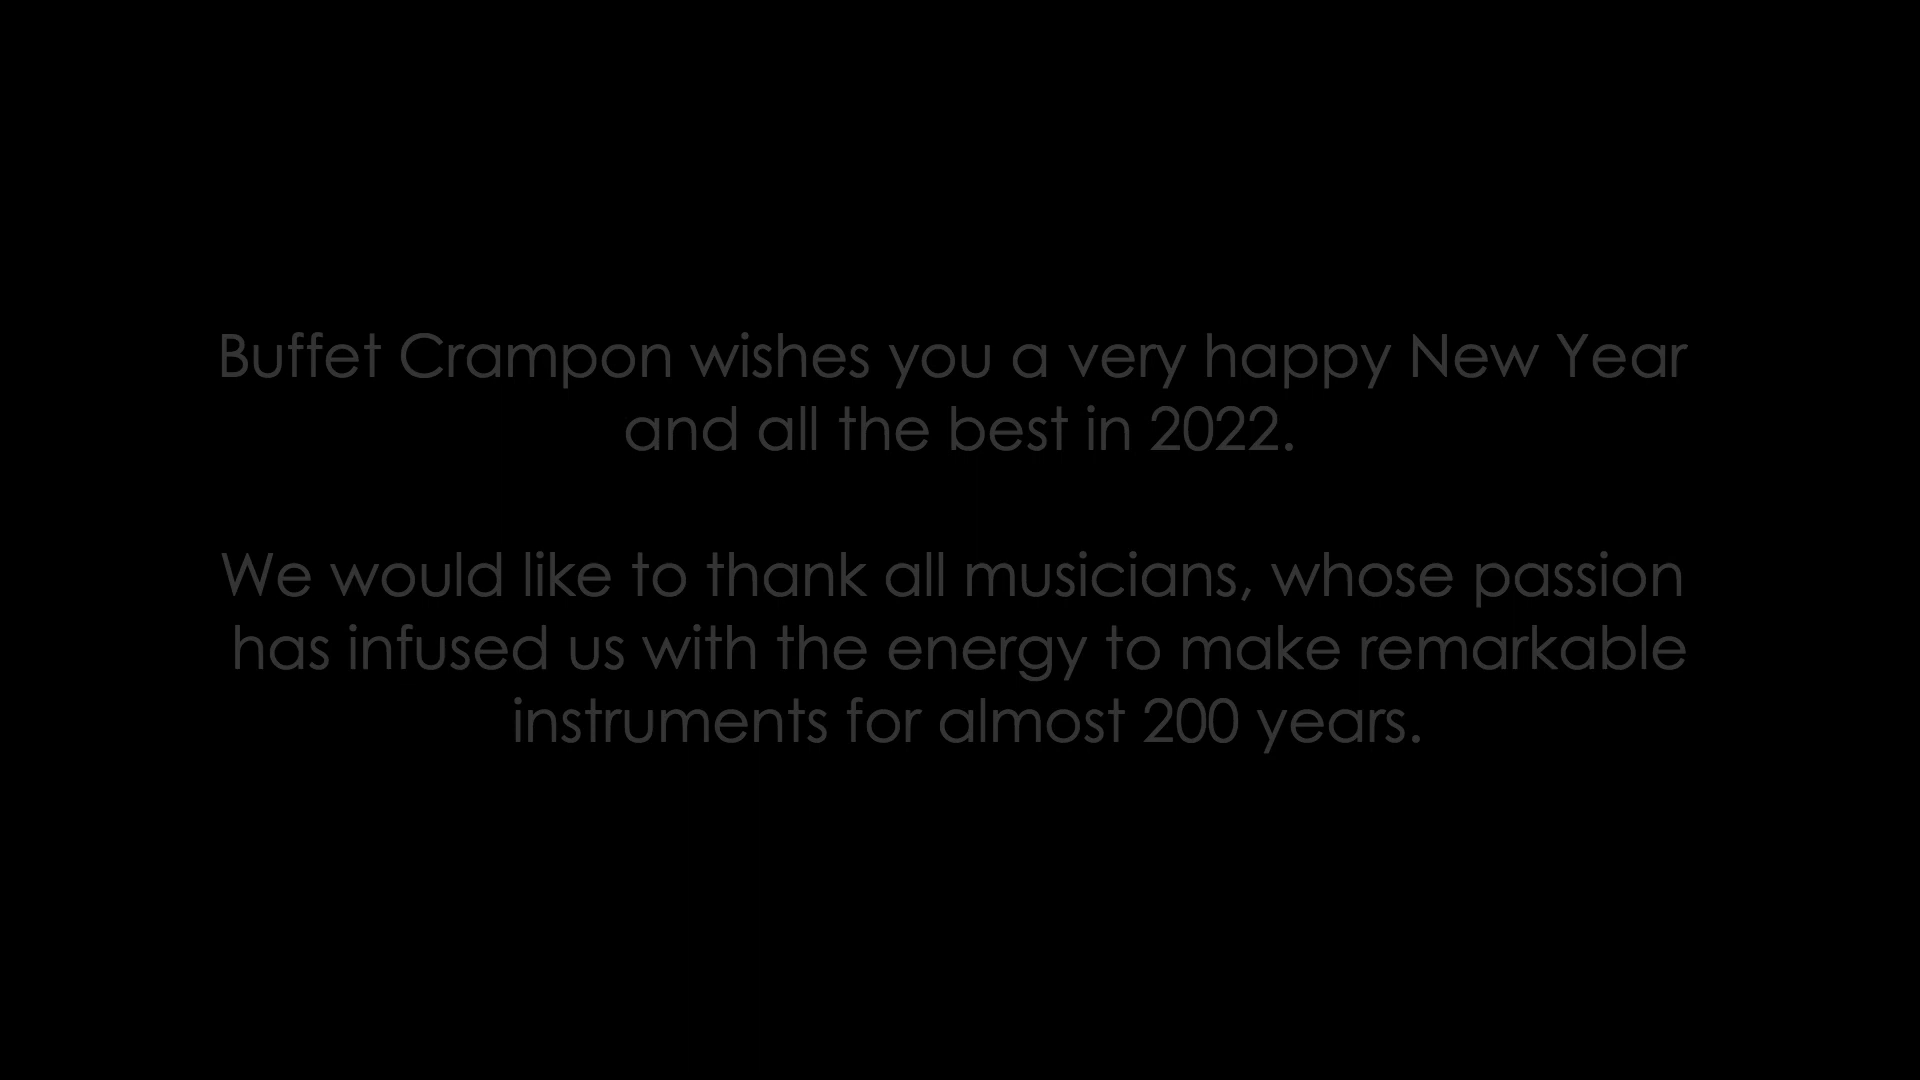 Buffet Crampon wishes you a very happy New Year
and all the best in 2022.
We would like to thank all musicians, whose passion
has infused us with the energy to make remarkable
instruments for almost 200 years.